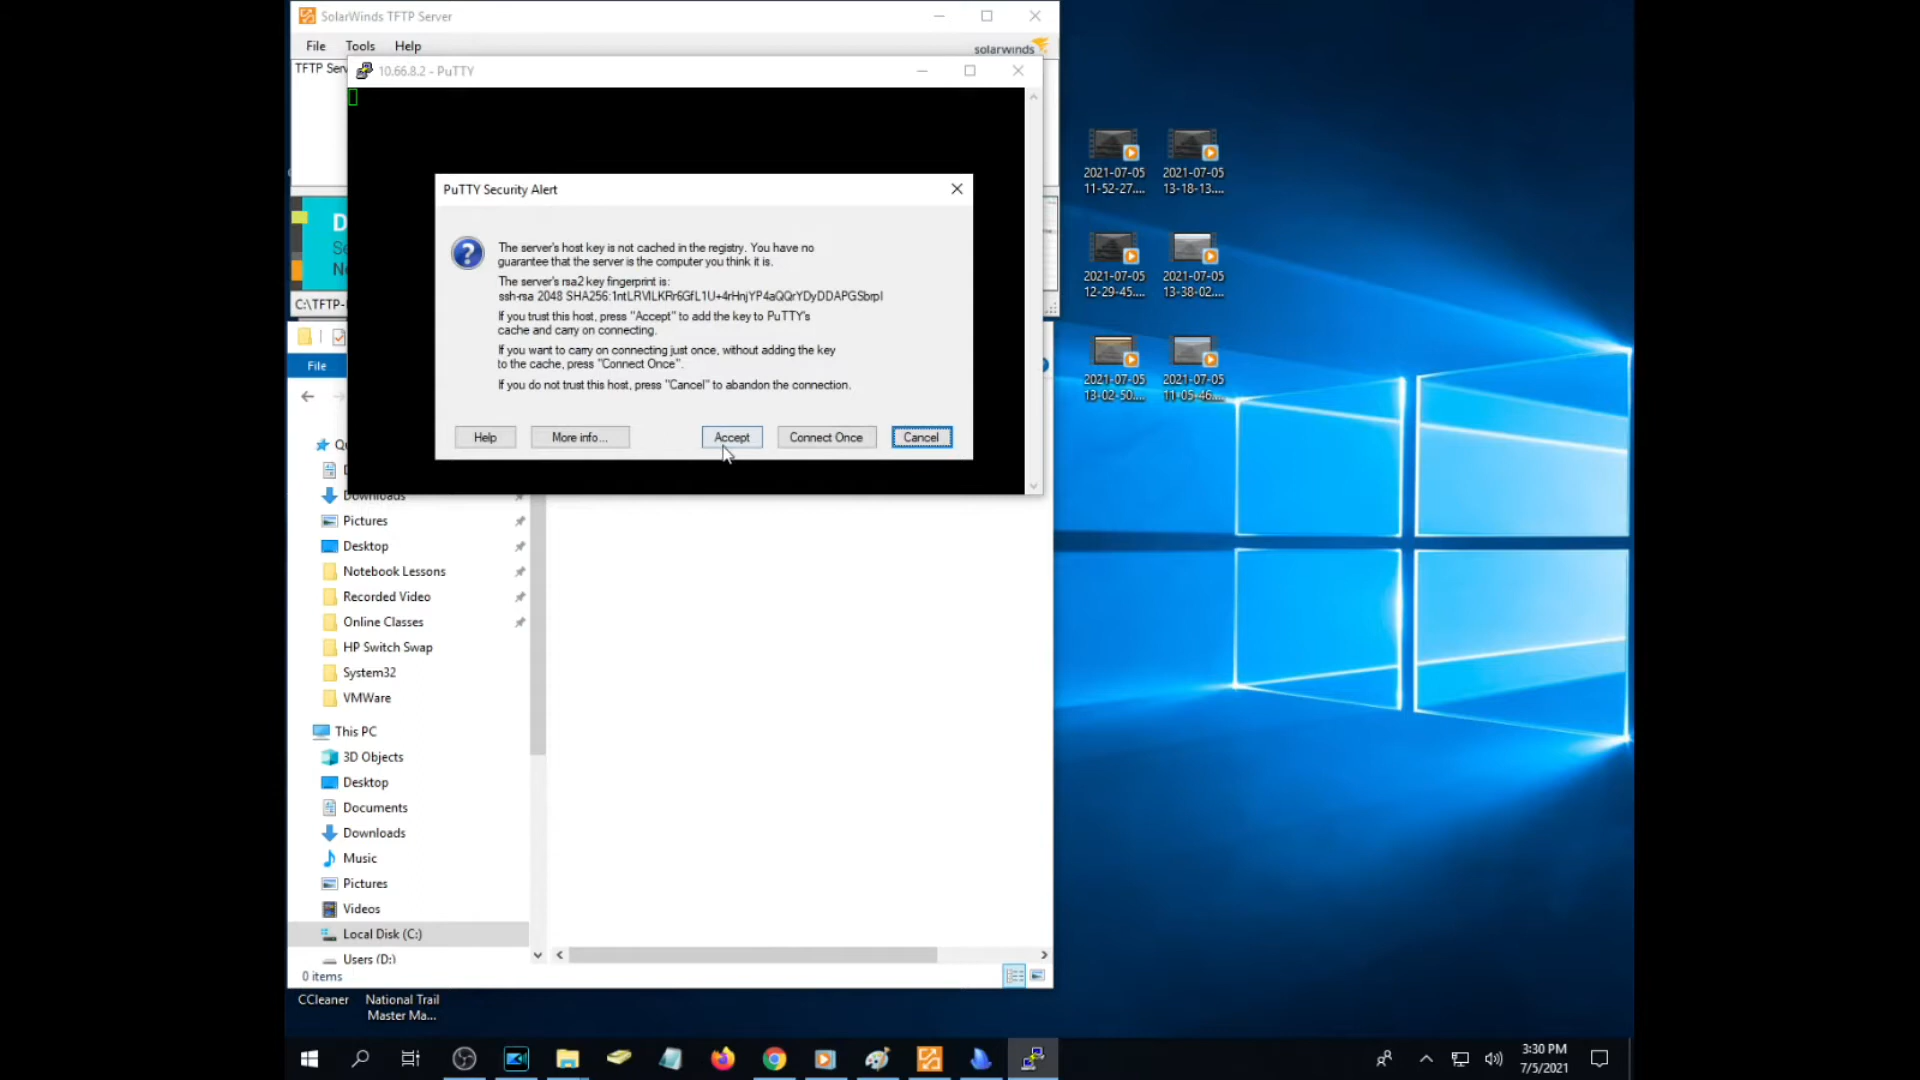 SolarWinds TFTP Server
File Tools Help
solarwinds
TFTP Serv
10.66.8.2 - PuTTY
PuTTY Security Alert
The server's host key is not cached in the registry. You have no
guarantee that the server is the computer you think it is.
The server's rsa2 key fingerprint is:
ssh-rsa 2048
If you trust this host, press "Accept" to add the key to PuTTY's
cache and carry on connecting.
If you want to carry on connecting just once, without adding the key
to the cache, press "Connect Once".
If you do not trust this host, press "Cancel" to abandon the connection.
Help More info... Accept Connect Once Cancel
D
Se
N
C:\TFTP-
File
Qu
D
Downloads
Pictures
Desktop
Notebook Lessons
Recorded Video
Online Classes
HP Switch Swap
System32
VMWare
This PC
3D Objects
Desktop
Documents
Downloads
Music
Pictures
Videos
Local Disk (C:)
Users (D:)
0 items
2021-07-05
11-52-27....
2021-07-05
13-18-13....
2021-07-05
12-29-45....
2021-07-05
13-38-02....
2021-07-05
13-02-50....
2021-07-05
11-05-46....
CCleaner
National Trail
Master Ma...
3:30 PM
7/5/2021